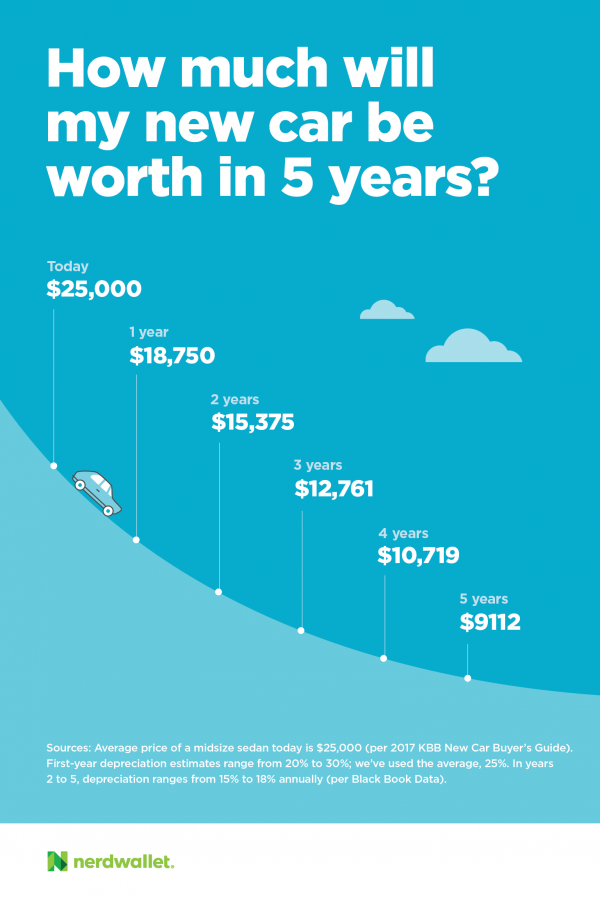 How much will
my new car be
worth in 5 years?
Today
$25,000
1 year
$18,750
2 years
$15,375
3 years
$12,761
4 years
$10,719
5 years
$9112
Sources: Average price of a midsize sedan today is $25,000 (per 2017 KBB New Car Buyer's Guide).
First-year depreciation estimates range from 20% to 30%; we've used the average, 25%. In years
2 to 5, depreciation ranges from 15% to 18% annually (per Black Book Data).
nerdwallet.